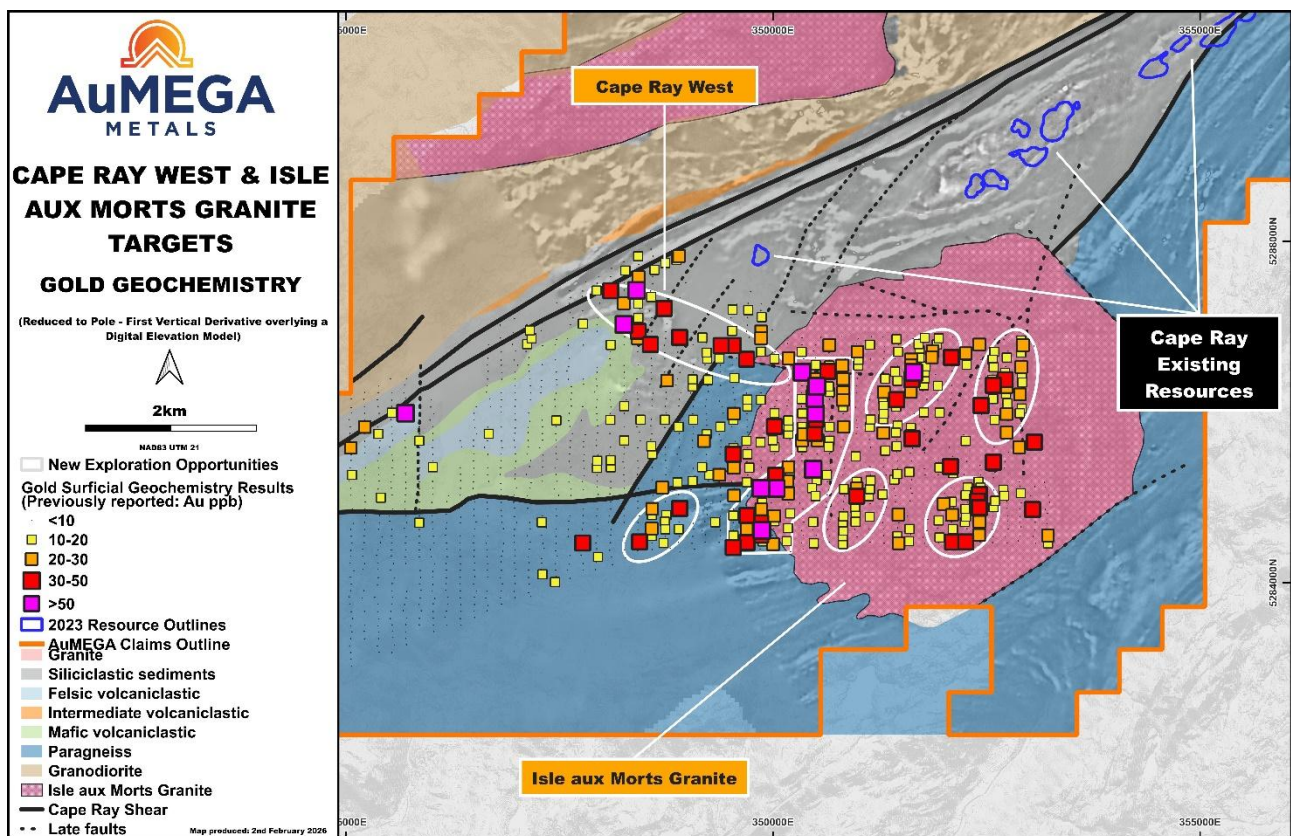 AuMEGA
METALS
CAPE RAY WEST & ISLE
AUX MORTS GRANITE
TARGETS
GOLD GEOCHEMISTRY
(Reduced to Pole - First Vertical Derivative overlying a
Digital Elevation Model)
2km
NAD83 UTM 21
New Exploration Opportunities
Gold Surficial Geochemistry Results
(Previously reported: Au ppb)
<10
10-20
20-30
30-50
>50
2023 Resource Outlines
AuMEGA Claims Outline
Granite
Siliciclastic sediments
Felsic volcaniclastic
Intermediate volcaniclastic
Mafic volcaniclastic
Paragneiss
Granodiorite
Isle aux Morts Granite
Cape Ray Shear
Late faults
Map produced: 2nd February 2026
5000E
350000E
355000E
Cape Ray West
5288000N
Cape Ray
Existing
Resources
5284000N
Isle aux Morts Granite
5000E
350000E
355000E